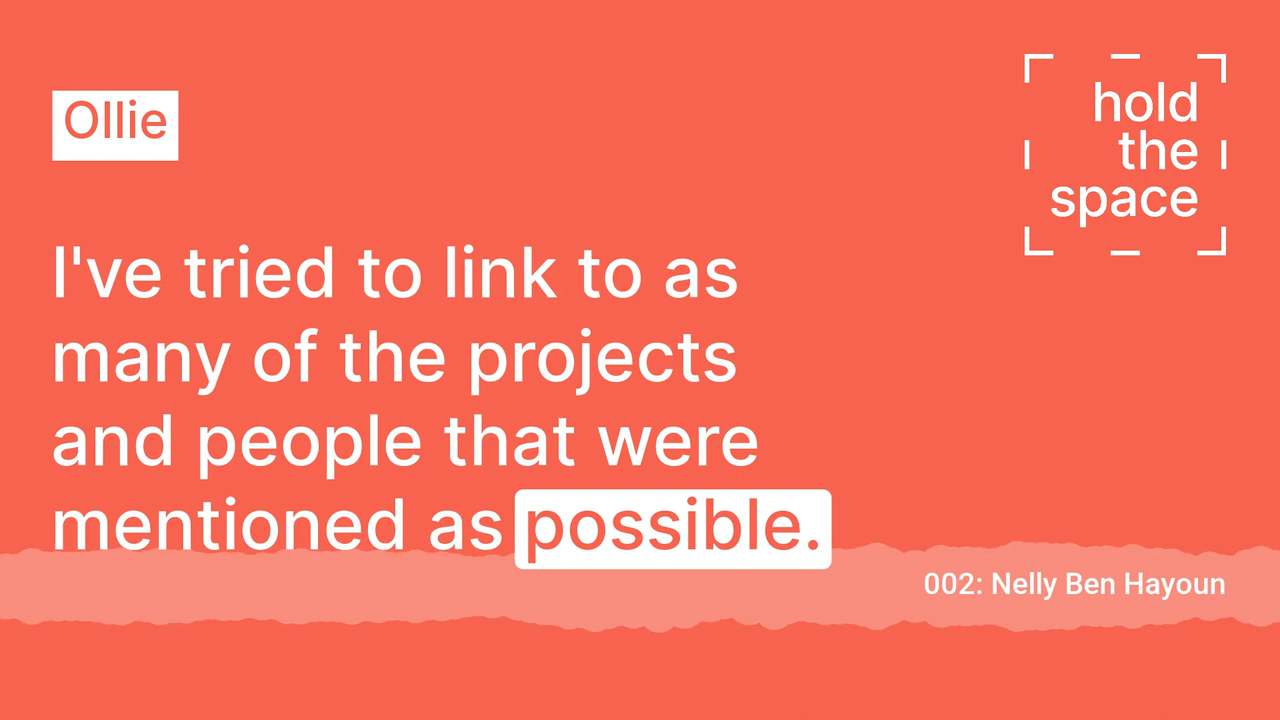 Ollie
hold
the
space
I've tried to link to as
many of the projects
and people that were
mentioned as possible.
002: Nelly Ben Hayoun